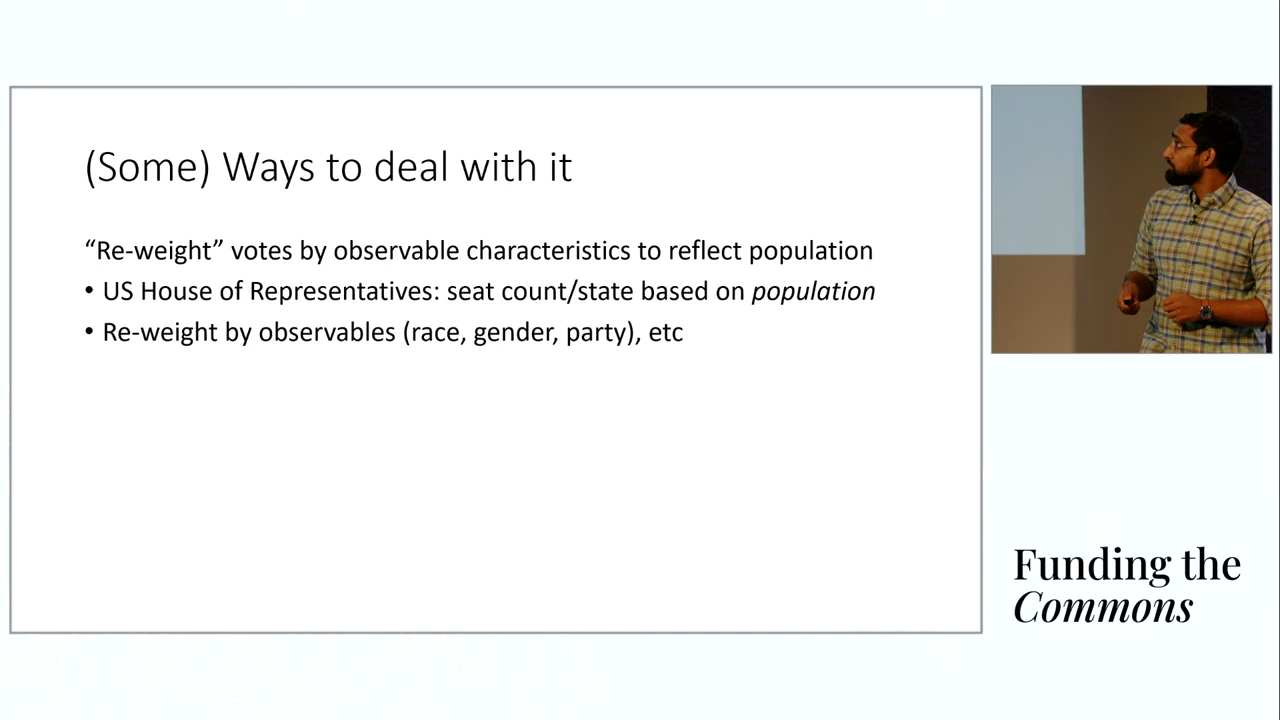 (Some) Ways to deal with it
“Re-weight” votes by observable characteristics to reflect population
• US House of Representatives: seat count/state based on population
• Re-weight by observables (race, gender, party), etc
Funding the
Commons